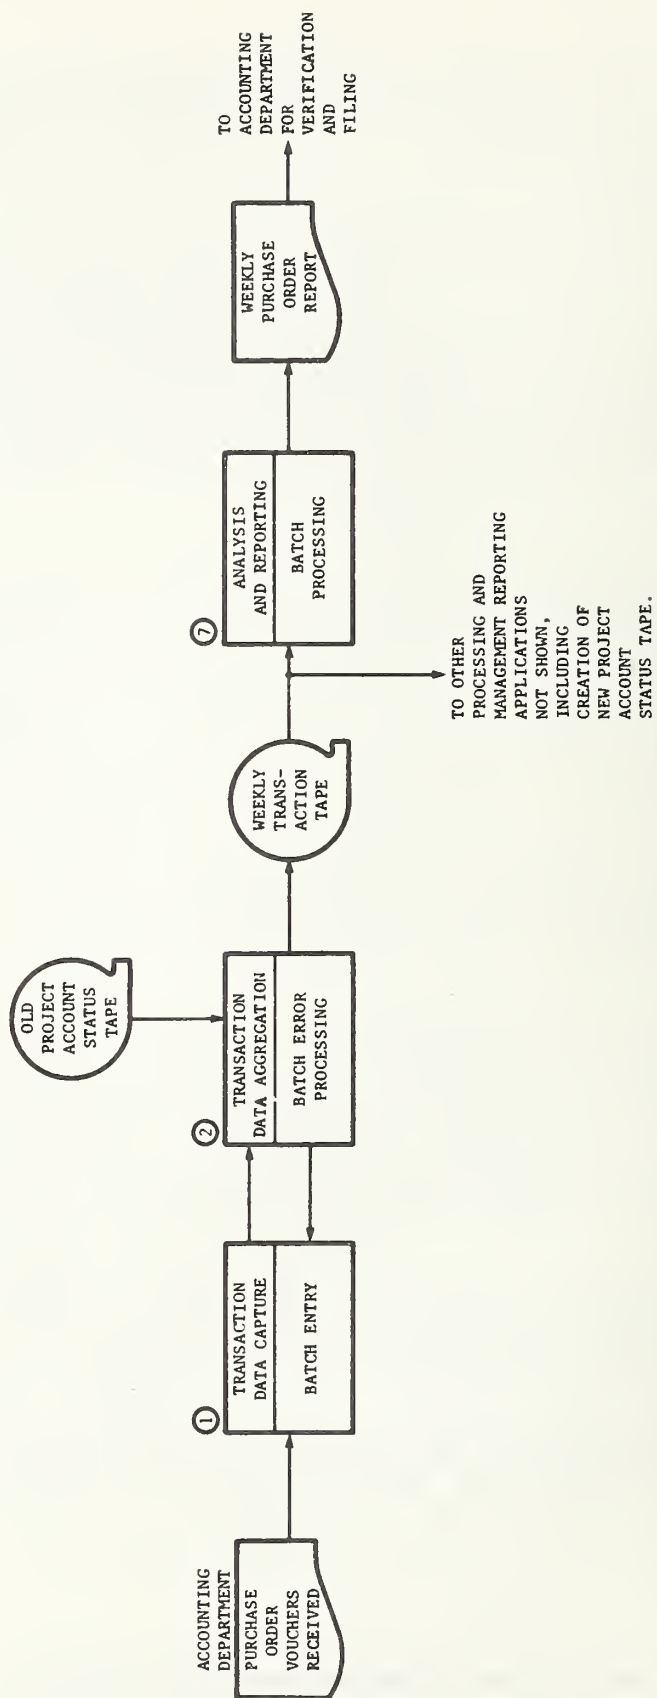 ACCOUNTING
DEPARTMENT
PURCHASE
ORDER
VOUCHERS
RECEIVED
1
TRANSACTION
DATA CAPTURE
BATCH ENTRY
2
TRANSACTION
DATA AGGREGATION
BATCH ERROR
PROCESSING
OLD
PROJECT
ACCOUNT
STATUS
TAPE
WEEKLY
TRANS-
ACTION
TAPE
TO OTHER
PROCESSING AND
MANAGEMENT REPORTING
APPLICATIONS
NOT SHOWN,
INCLUDING
CREATION OF
NEW PROJECT
ACCOUNT
STATUS TAPE.
7
ANALYSIS
AND REPORTING
BATCH
PROCESSING
WEEKLY
PURCHASE
ORDER
REPORT
TO
ACCOUNTING
DEPARTMENT
FOR
VERIFICATION
AND
FILING